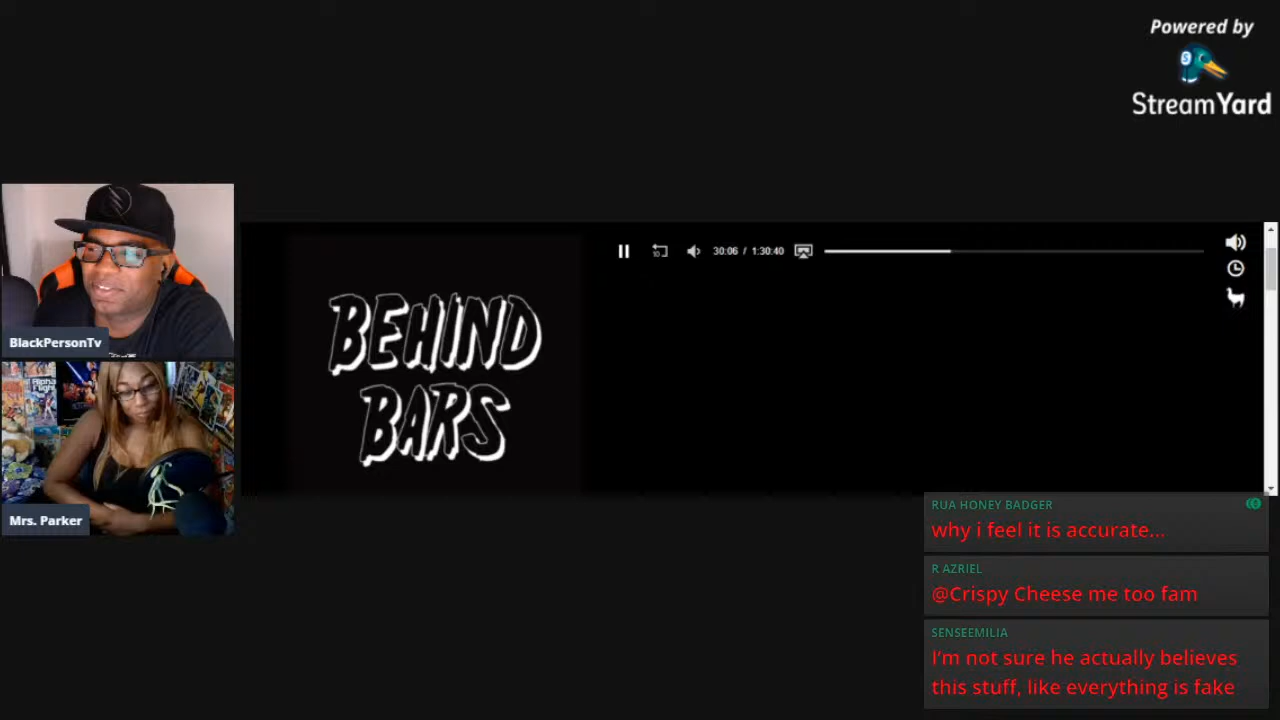 Powered by
StreamYard
BlackPersonTv
Mrs. Parker
30:06 / 1:30:40
BEHIND
BARS
RUA HONEY BADGER
why i feel it is accurate...
R AZRIEL
@Crispy Cheese me too fam
SENSEEMILIA
I'm not sure he actually believes
this stuff, like everything is fake